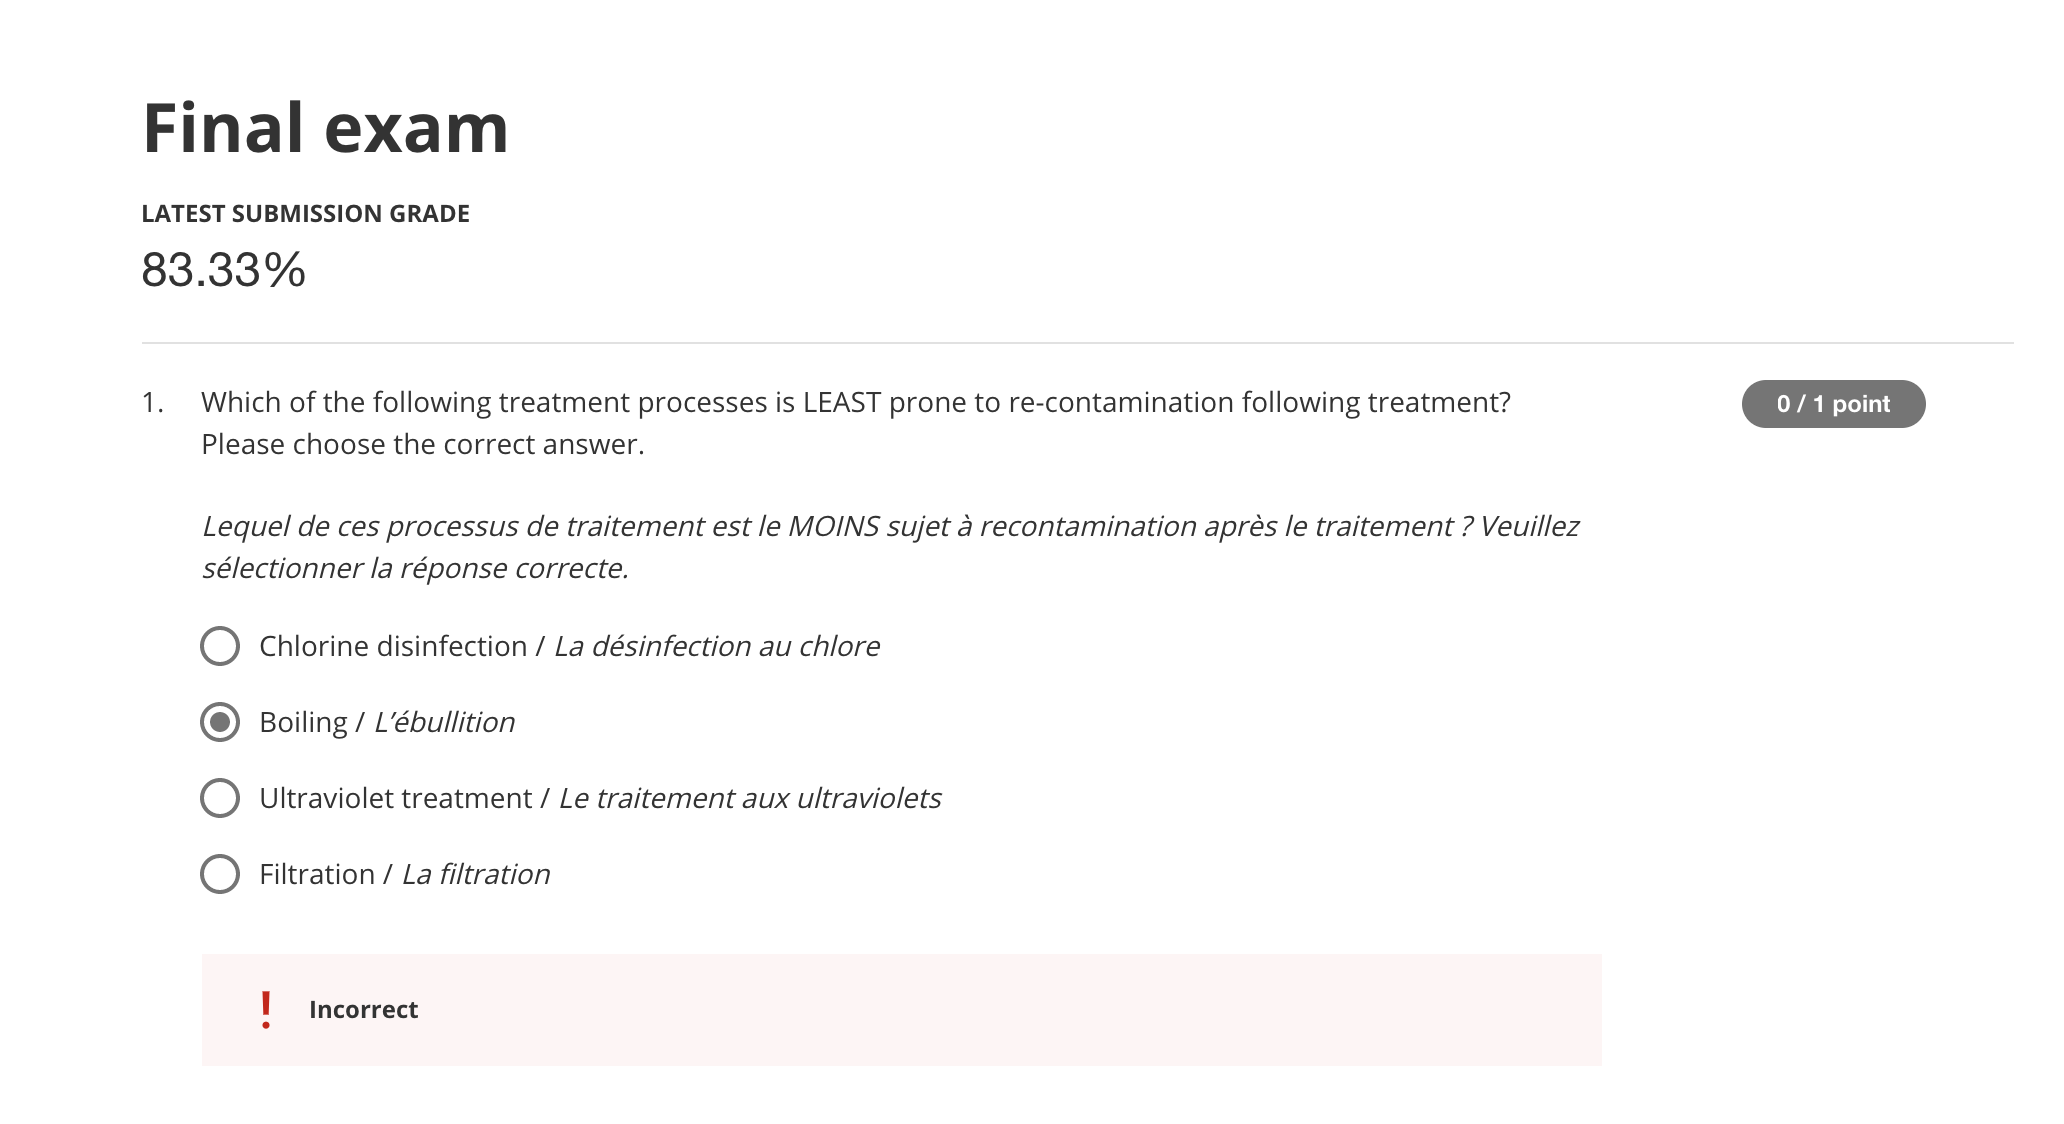 Final exam
LATEST SUBMISSION GRADE
83.33%
1. Which of the following treatment processes is LEAST prone to re-contamination following treatment? 0 / 1 point
Please choose the correct answer.
Lequel de ces processus de traitement est le MOINS sujet à recontamination après le traitement ? Veuillez
sélectionner la réponse correcte.
Chlorine disinfection / La désinfection au chlore
Boiling / L’ébullition
Ultraviolet treatment / Le traitement aux ultraviolets
Filtration / La filtration
! Incorrect